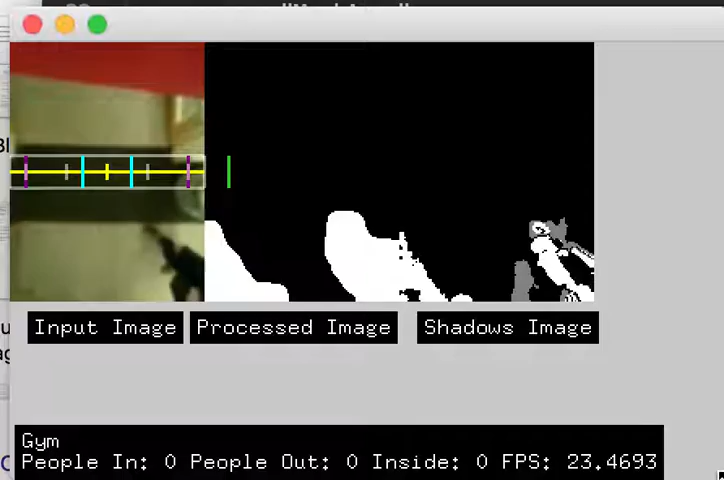 Input Image
Processed Image
Shadows Image
Gym
People In: 0 People Out: 0 Inside: 0 FPS: 23.4693